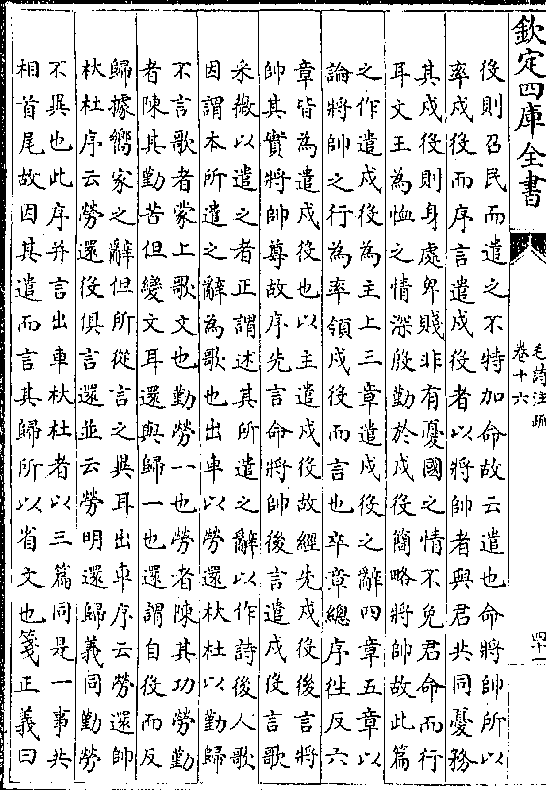 欽定四庫全書
毛詩注疏
卷十六
四十一
役則召民而遣之不特加命故云遣也命將帥所以
率戍役而序言遣戍役者以將帥者與君共同憂務
其戍役則身處卑賤非有憂國之情不免君命而行
耳文王為恤之情深殷勤於戍役簡略將帥故此篇
之作遣戍役為主上三章遣戍役之辭四章五章以
論將帥之行為率領戍役而言也卒章總序往反六
章皆為遣戍役也以主遣戍役故經先戍役後言將
帥其實將帥尊故序先言命將帥後言遣戍役言歌
采薇以遣之者正謂述其所遣之辭以作詩後人歌
因謂本所遣之辭為歌也出車以勞還杕杜以勤歸
不言歌者蒙上歌文也勤勞一也勞者陳其功勞勤
者陳其勤苦但變文耳還與歸一也還謂自役而反
歸據嚮家之辭但所從言之異耳出車序云勞還帥
杕杜序云勞還役俱言還並云勞明還歸義同勤勞
不異也此序并言出車杕杜者以三篇同是一事共
相首尾故因其遣而言其歸所以省文也箋正義曰